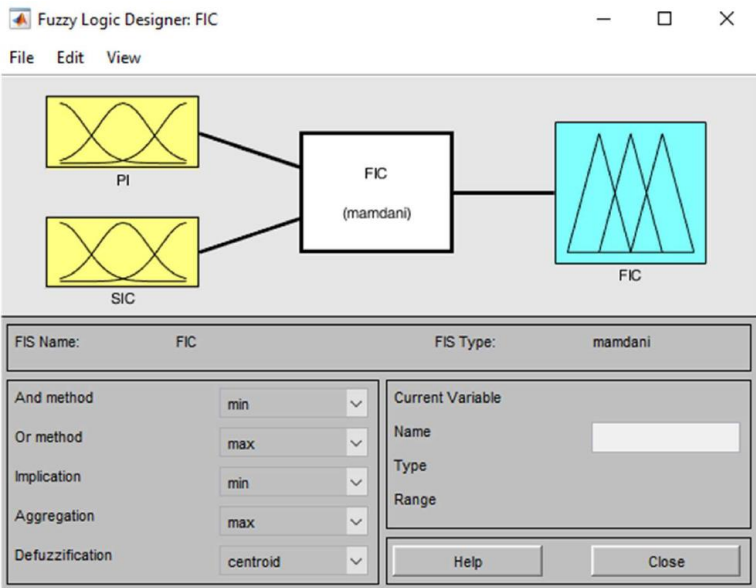 Fuzzy Logic Designer: FIC
File Edit View
PI
SIC
FIC
(mamdani)
FIC
FIS Name: FIC FIS Type: mamdani
And method min
Or method max
Implication min
Aggregation max
Defuzzification centroid
Current Variable
Name
Type
Range
Help Close